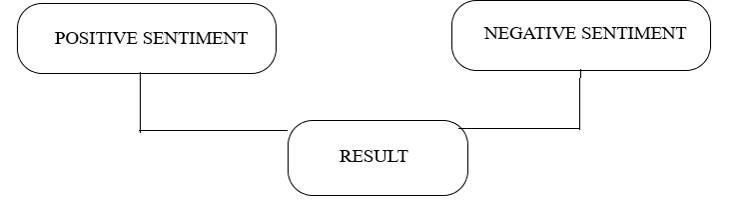 POSITIVE SENTIMENT
NEGATIVE SENTIMENT
RESULT